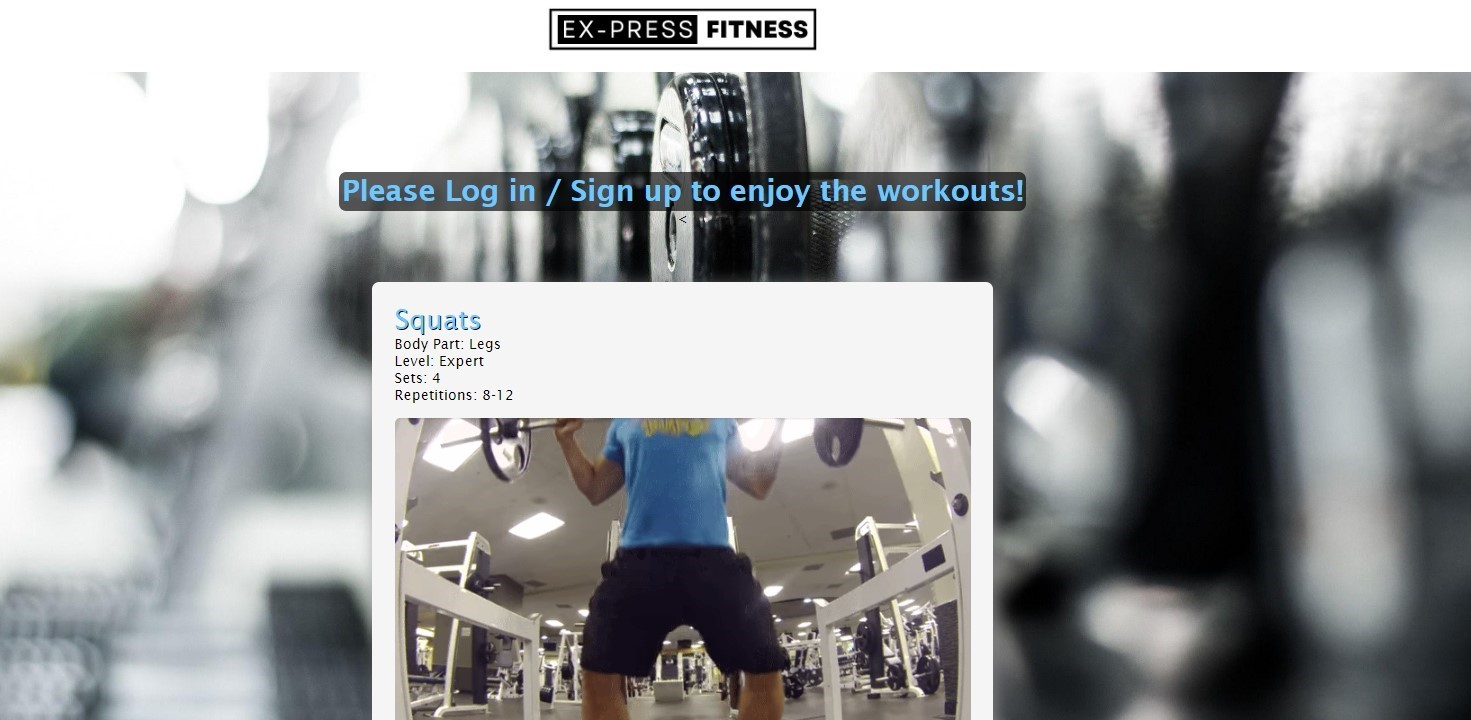 EX-PRESS FITNESS
Please Log in / Sign up to enjoy the workouts!
<
Squats
Body Part: Legs
Level: Expert
Sets: 4
Repetitions: 8-12